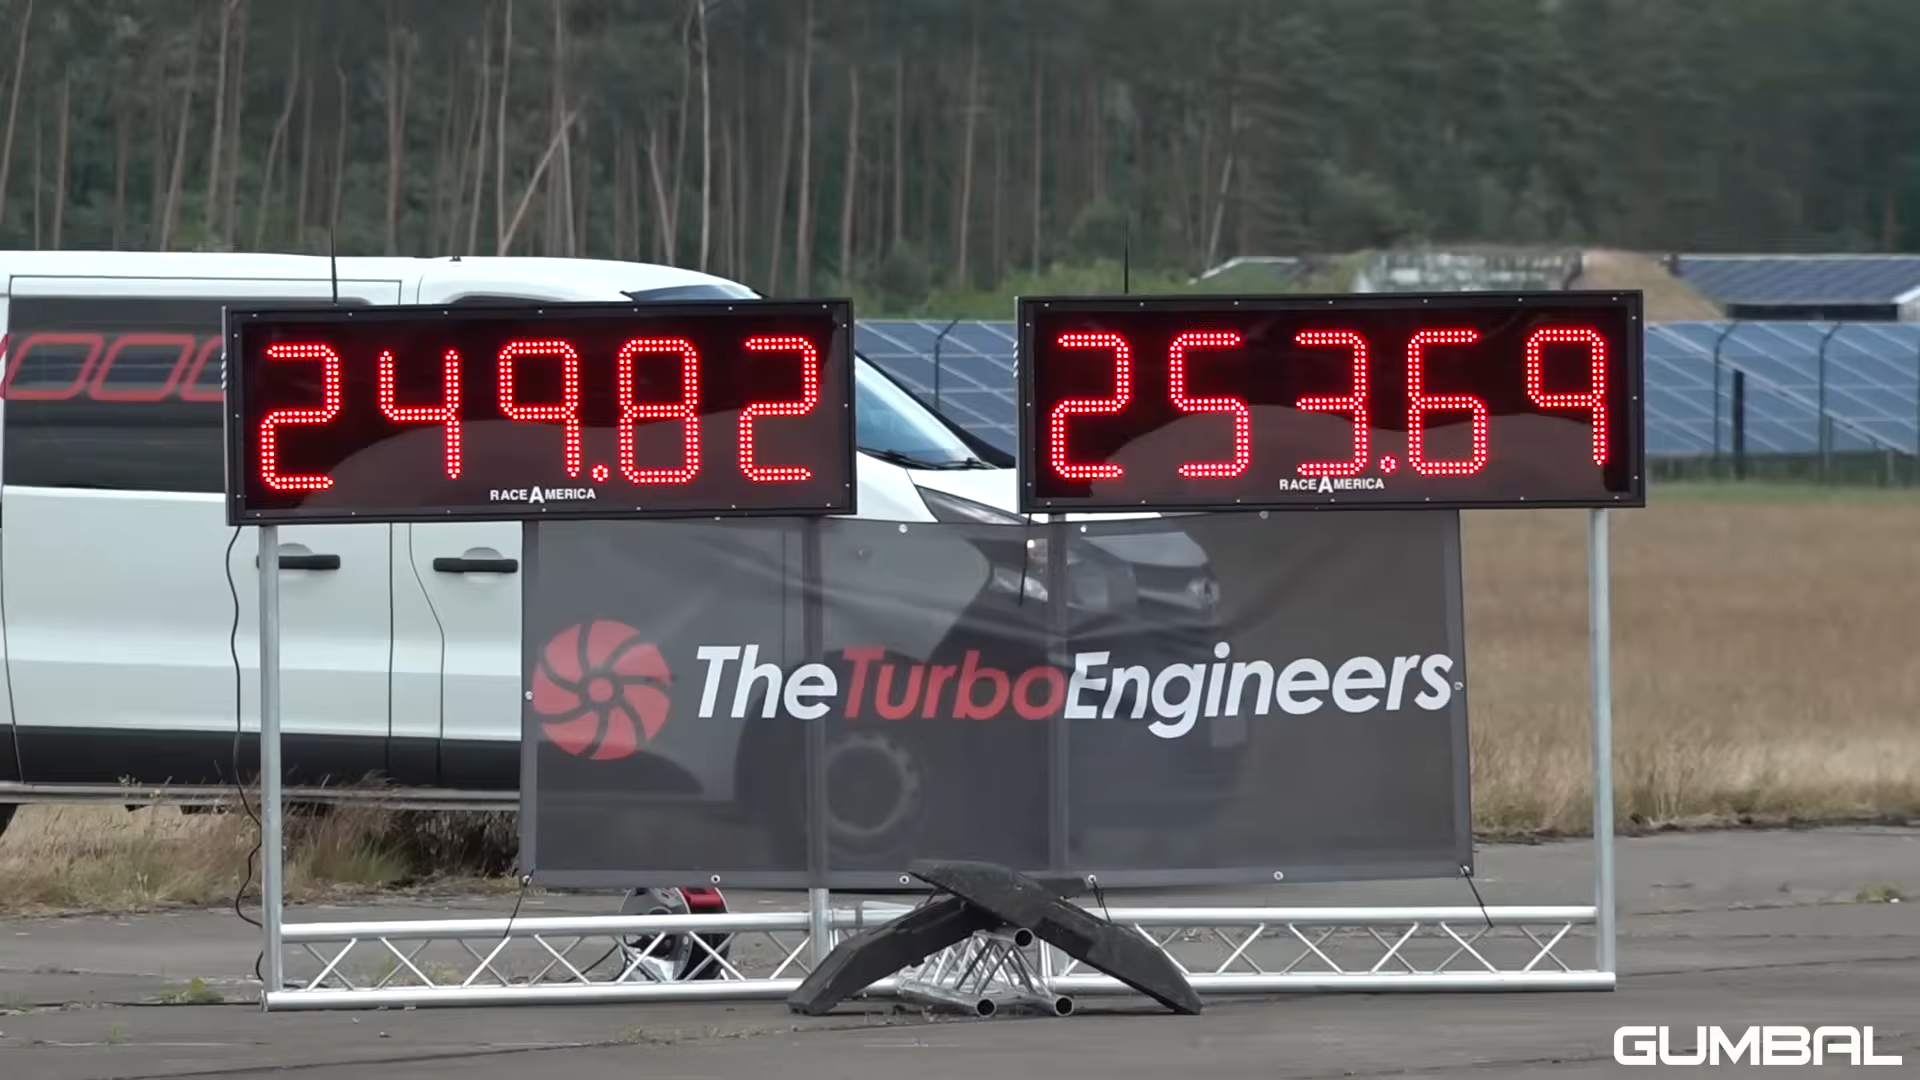 249.82
253.69
RACEAMERICA
RACEAMERICA
TheTurboEngineers
GUMBAL